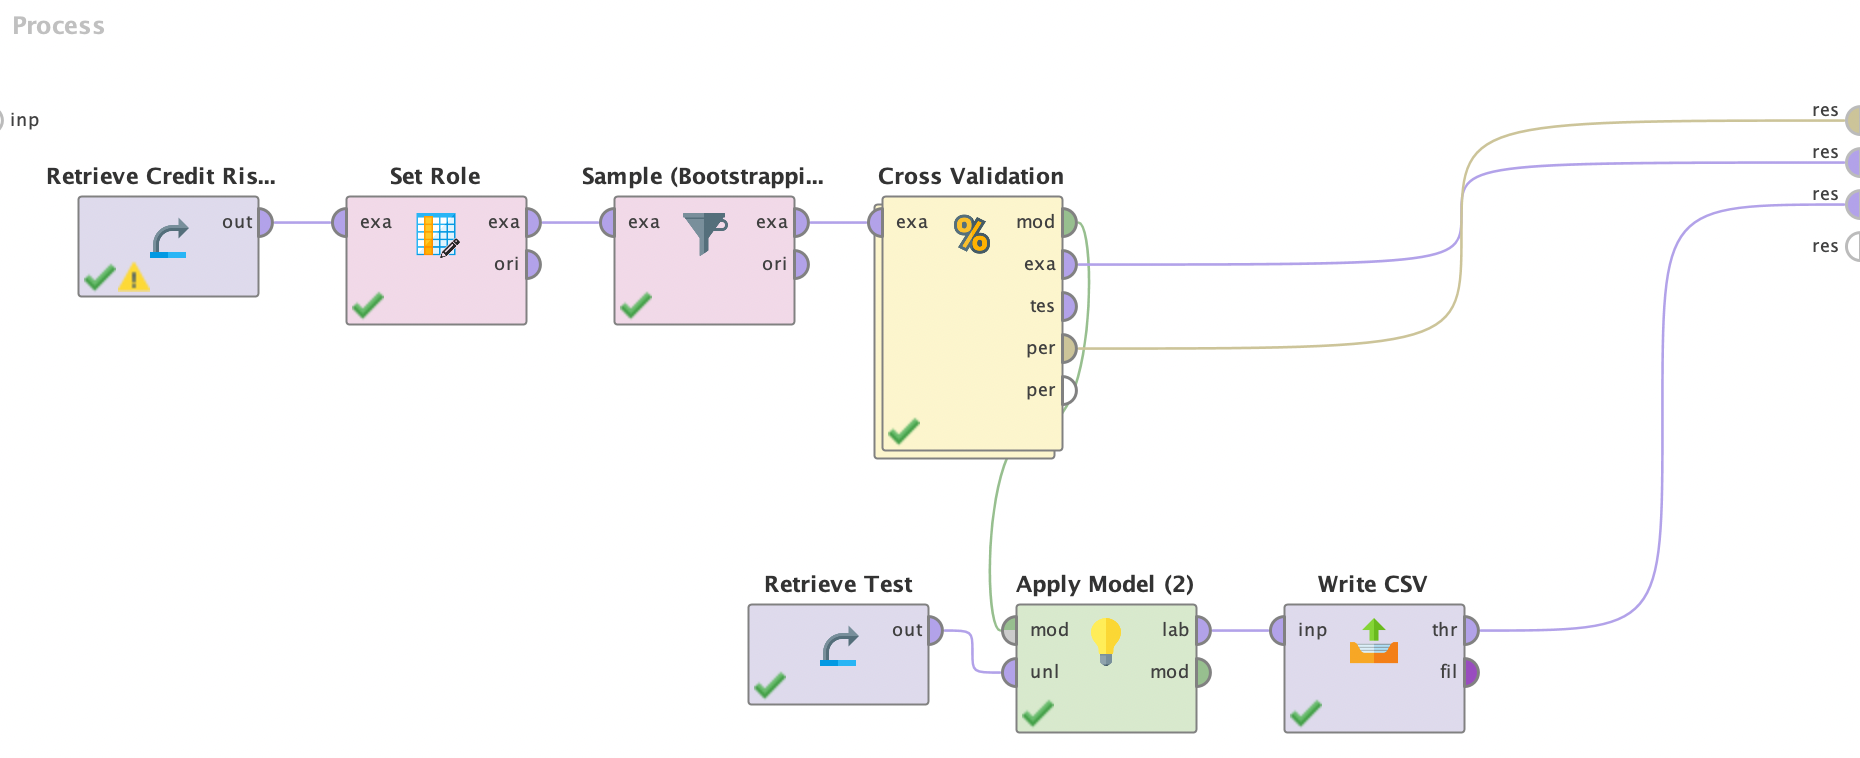 Process
inp
Retrieve Credit Ris...
out
Set Role
exa
exa
ori
Sample (Bootstrappi...
exa
exa
ori
Cross Validation
exa
%
mod
exa
tes
per
per
res
res
res
res
Retrieve Test
out
Apply Model (2)
mod
lab
unl
mod
Write CSV
inp
thr
fil